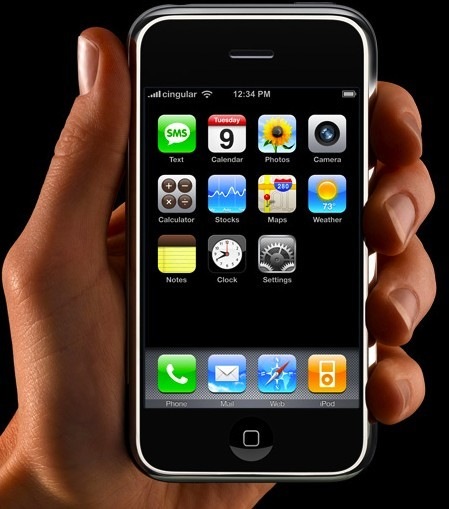 cingular 12:34 PM
SMS Tuesday 9
Text Calendar Photos Camera
280 73°
Calculator Stocks Maps Weather
Notes Clock Settings
Phone Mail Web iPod